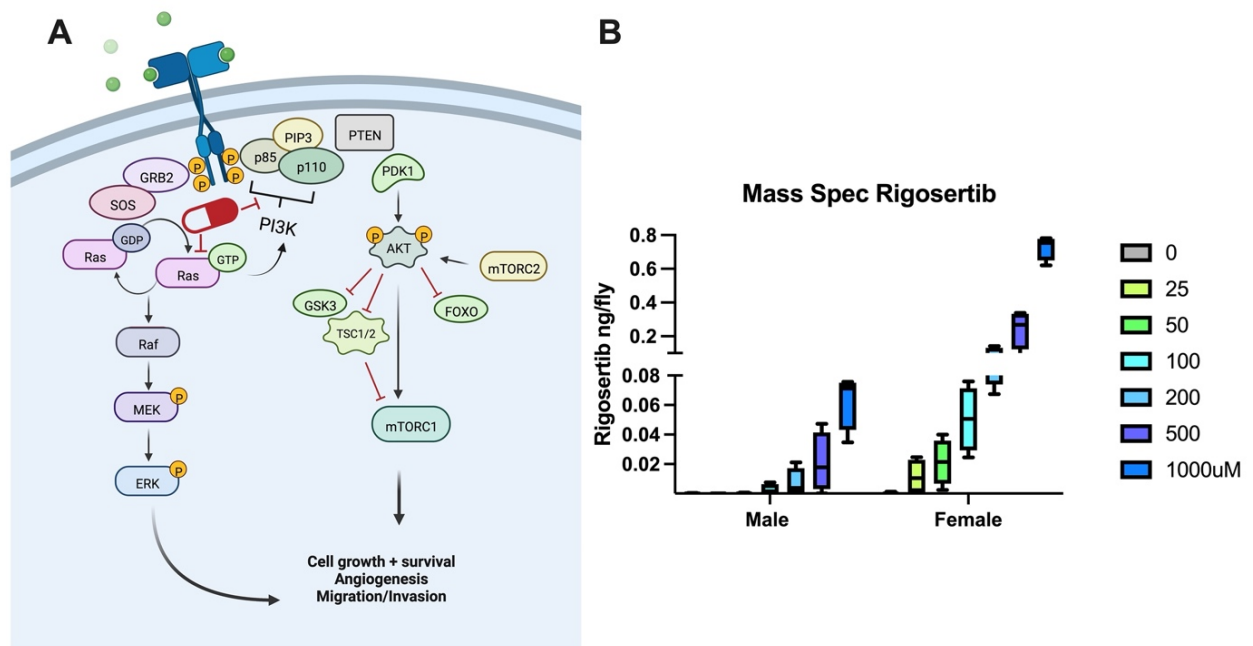 A
PIP3
PTEN
p85
p110
PDK1
P
P
P
P
GRB2
SOS
GDP
Ras
GTP
Ras
PI3K
P
P
AKT
mTORC2
GSK3
FOXO
TSC1/2
Raf
MEK
P
mTORC1
ERK
P
Cell growth + survival
Angiogenesis
Migration/Invasion
B
Mass Spec Rigosertib
Rigosertib ng/fly
0.8
0.6
0.4
0.2
0.08
0.06
0.04
0.02
Male
Female
0
25
50
100
200
500
1000uM